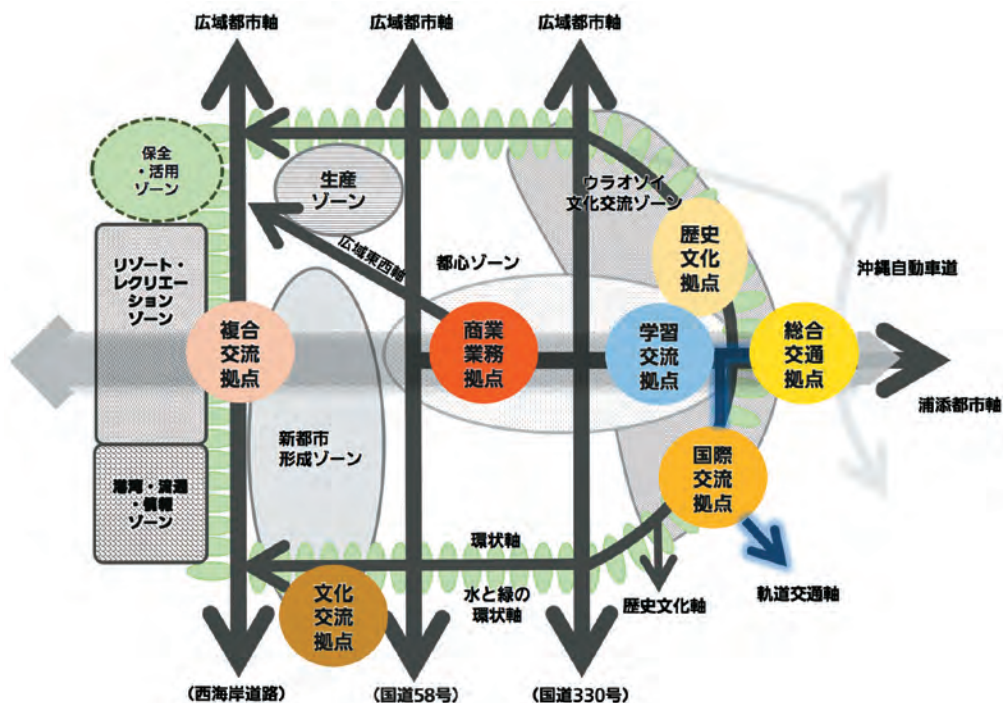 広域都市軸
広域都市軸
広域都市軸
保全
・活用
ゾーン
生産
ゾーン
ウラオソイ
文化交流ゾーン
歴史
文化
拠点
広域東西軸
都心ゾーン
沖縄自動車道
リゾート・
レクリエー
ション
ゾーン
複合
交流
拠点
商業
業務
拠点
学習
交流
拠点
総合
交通
拠点
浦添都市軸
新都市
形成ゾーン
国際
交流
拠点
港湾・流通
・情報
ゾーン
環状軸
水と緑の
環状軸
文化
交流
拠点
歴史文化軸
軌道交通軸
(西海岸道路)
(国道58号)
(国道330号)